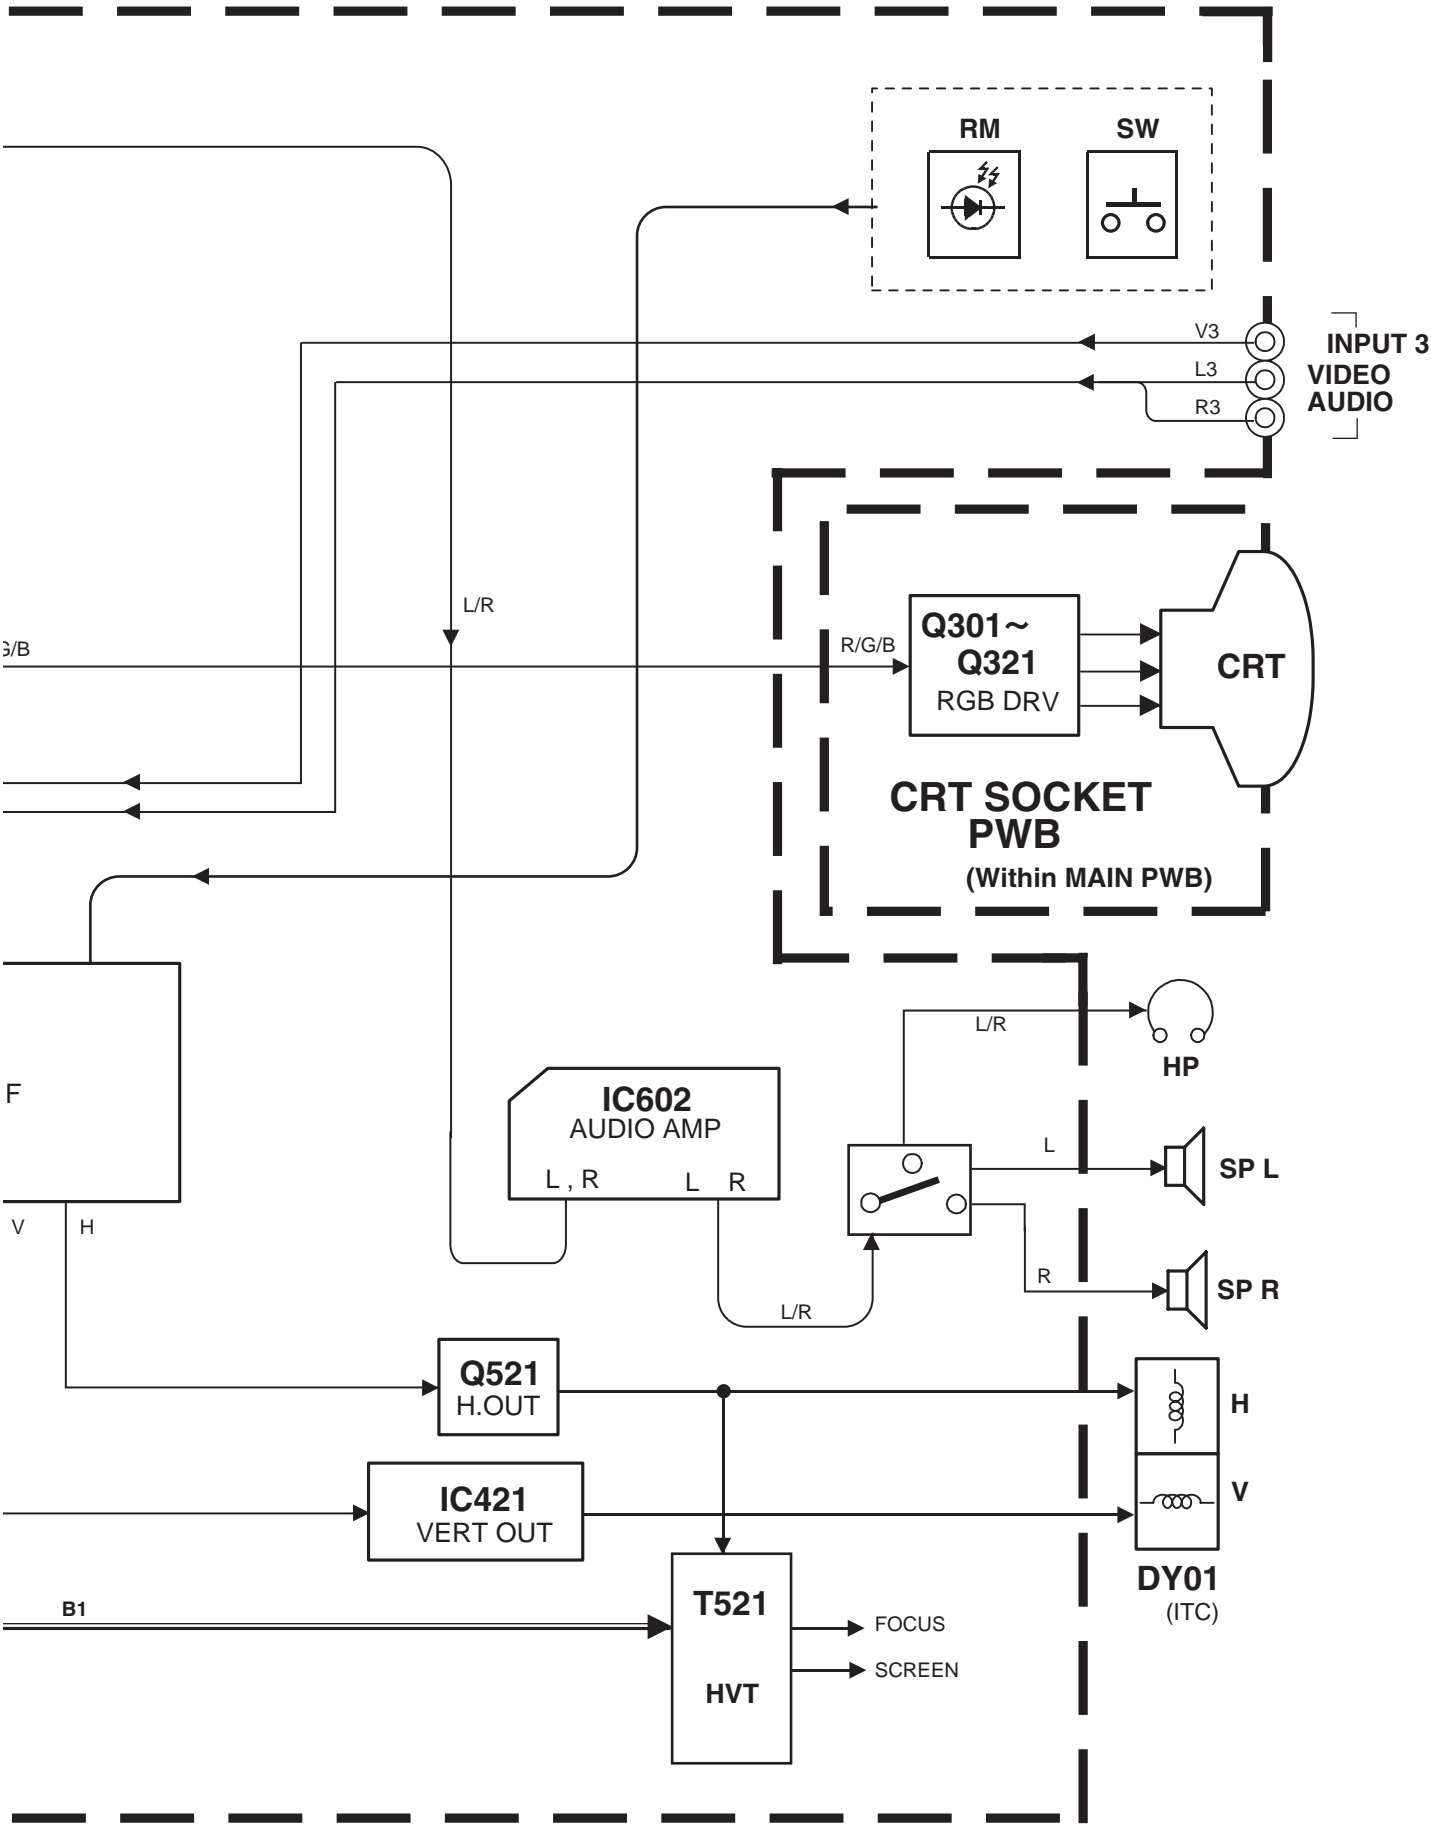 RM
SW
V3
INPUT 3
L3
VIDEO
R3
AUDIO
L/R
G/B
R/G/B
Q301~
Q321
RGB DRV
CRT
CRT SOCKET
PWB
(Within MAIN PWB)
L/R
HP
F
IC602
AUDIO AMP
L , R
L R
L
SP L
V
H
R
SP R
L/R
Q521
H.OUT
H
IC421
VERT OUT
V
DY01
(ITC)
B1
T521
HVT
FOCUS
SCREEN